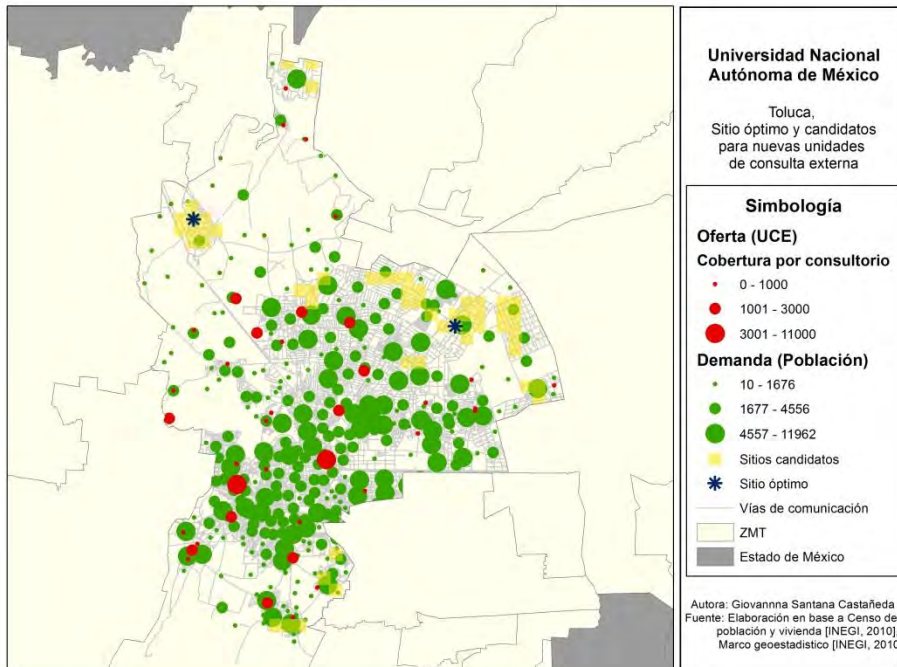 Universidad Nacional
Autónoma de México
Toluca,
Sitio óptimo y candidatos
para nuevas unidades
de consulta externa
Simbología
Oferta (UCE)
Cobertura por consultorio
0 - 1000
1001 - 3000
3001 - 11000
Demanda (Población)
10 - 1676
1677 - 4556
4557 - 11962
Sitios candidatos
Sitio óptimo
Vías de comunicación
ZMT
Estado de México
Autora: Giovannna Santana Castañeda
Fuente: Elaboración en base a Censo de
población y vivienda [INEGI, 2010],
Marco geoestadistico [INEGI, 2010